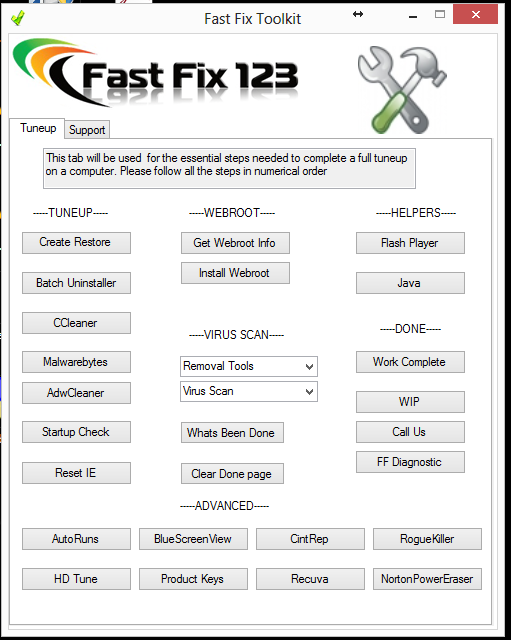 Fast Fix Toolkit
Fast Fix 123
Tuneup
Support
This tab will be used for the essential steps needed to complete a full tuneup
on a computer. Please follow all the steps in numerical order
-----TUNEUP-----
-----WEBROOT-----
-----HELPERS-----
Create Restore
Get Webroot Info
Flash Player
Install Webroot
Batch Uninstaller
Java
CCleaner
-----VIRUS SCAN-----
-----DONE-----
Malwarebytes
Removal Tools
Work Complete
AdwCleaner
Virus Scan
WIP
Startup Check
Whats Been Done
Call Us
Reset IE
Clear Done page
FF Diagnostic
-----ADVANCED-----
AutoRuns
BlueScreenView
CintRep
RogueKiller
HD Tune
Product Keys
Recuva
NortonPowerEraser